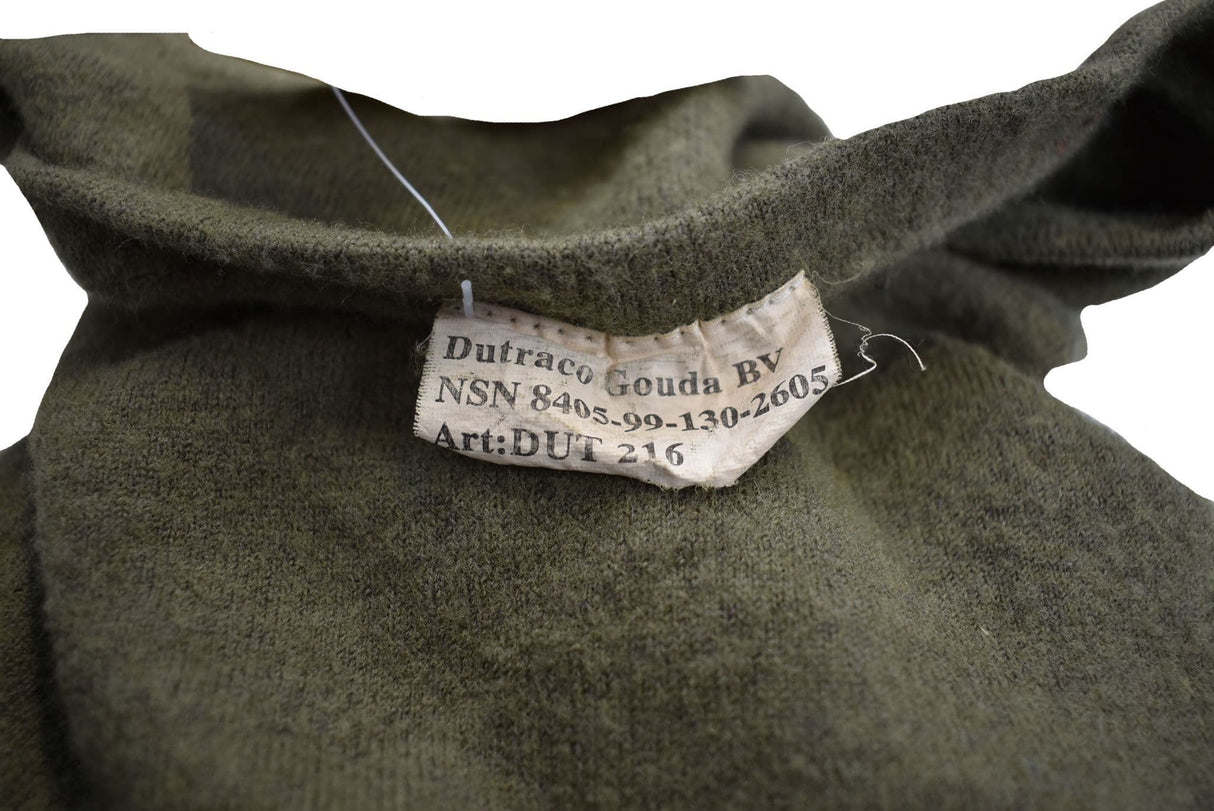 Dutraco Gouda BV
NSN 8405-99-130-2605
Art:DUT 216